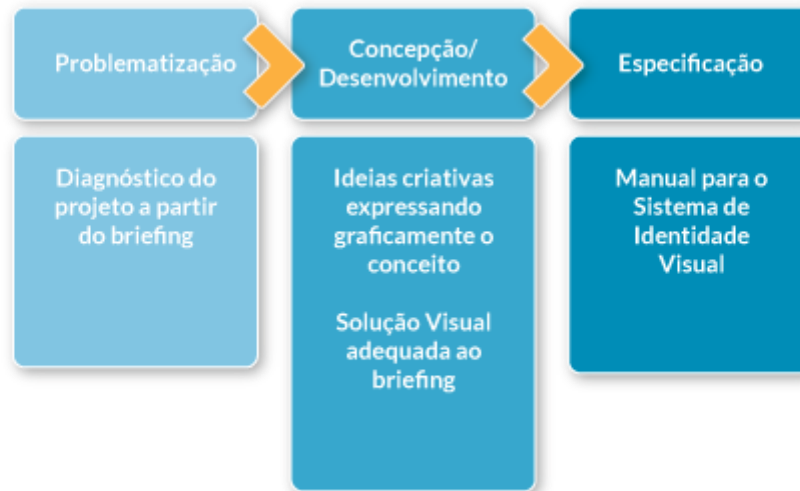 Problematização
Concepção/
Desenvolvimento
Especificação
Diagnóstico do
projeto a partir
do briefing
Ideias criativas
expressando
graficamente o
conceito
Solução Visual
adequada ao
briefing
Manual para o
Sistema de
Identidade
Visual